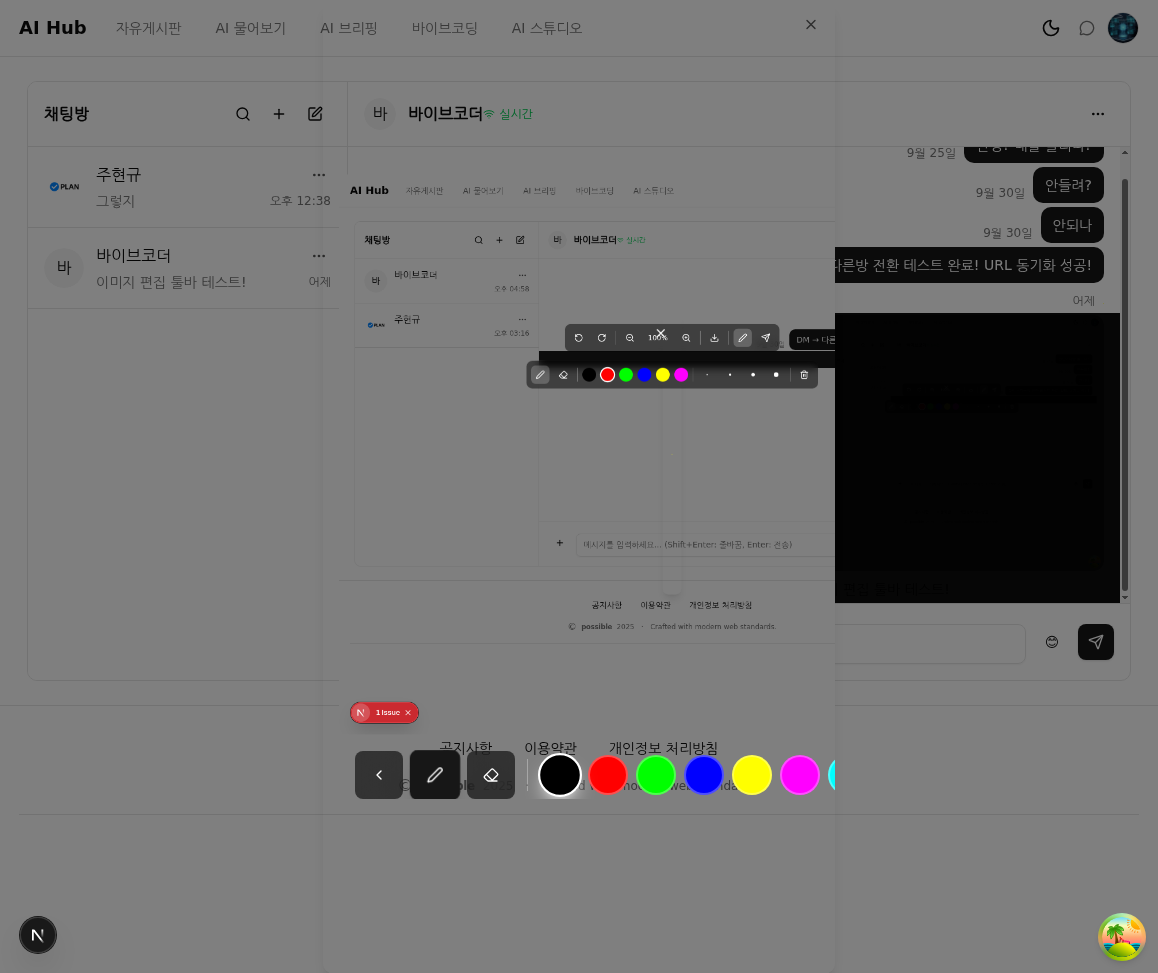 AI Hub 자유게시판 AI 물어보기 AI 브리핑 바이브코딩 AI 스튜디오
채팅방
바 바이브코더 실시간
PLAN 주현규
그렇지 오후 12:38
바 바이브코더
이미지 편집 툴바 테스트! 어제
9월 25일
9월 30일 안들려?
9월 30일 안되나
다른방 전환 테스트 완료! URL 동기화 성공!
어제
편집 툴바 테스트!
AI Hub 자유게시판 AI 물어보기 AI 브리핑 바이브코딩 AI 스튜디오
채팅방
바 바이브코더 실시간
바 바이브코더
오후 04:58
PLAN 주현규
오후 03:16
100%
DM → 다른
메시지를 입력하세요... (Shift+Enter: 줄바꿈, Enter: 전송)
공지사항 이용약관 개인정보 처리방침
© possible 2025 · Crafted with modern web standards.
N 1 Issue
공지사항 이용약관 개인정보 처리방침
N